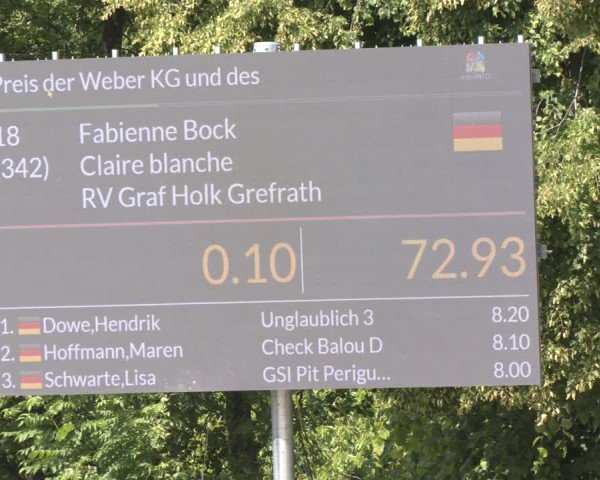 Preis der Weber KG und des
18 Fabienne Bock
342) Claire blanche
RV Graf Holk Grefrath
0.10 72.93
1. Dowe,Hendrik Unglaublich 3 8.20
2. Hoffmann,Maren Check Balou D 8.10
3. Schwarte,Lisa GSI Pit Perigu... 8.00